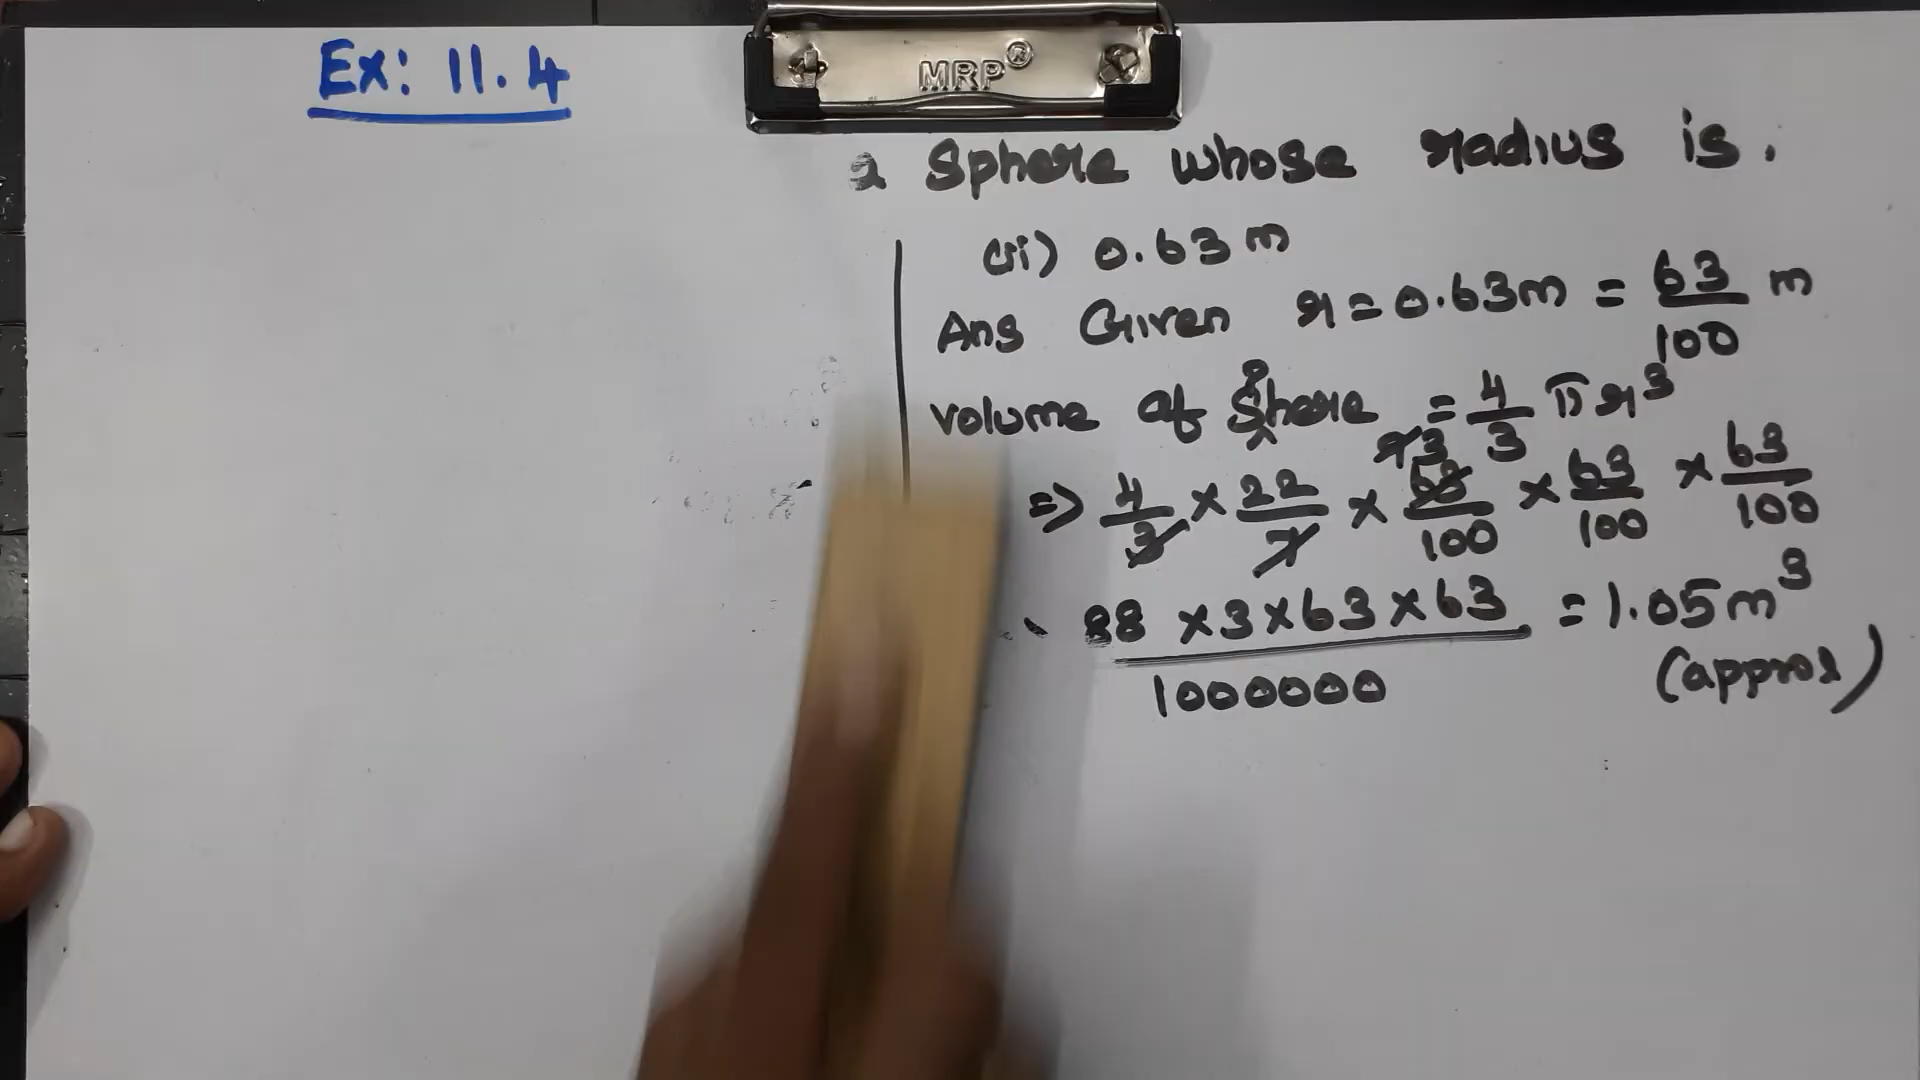 Ex: 11.4
MRP®
a Sphere whose radius is.
(ii) 0.63 m
Ans Given r = 0.63m = 63/100 m
volume of Sphere = 4/3 π r³
=> 4/3 × 22/7 × 63/100 × 63/100 × 63/100
88 × 3 × 63 × 63 / 1000000 = 1.05 m³
(approx)